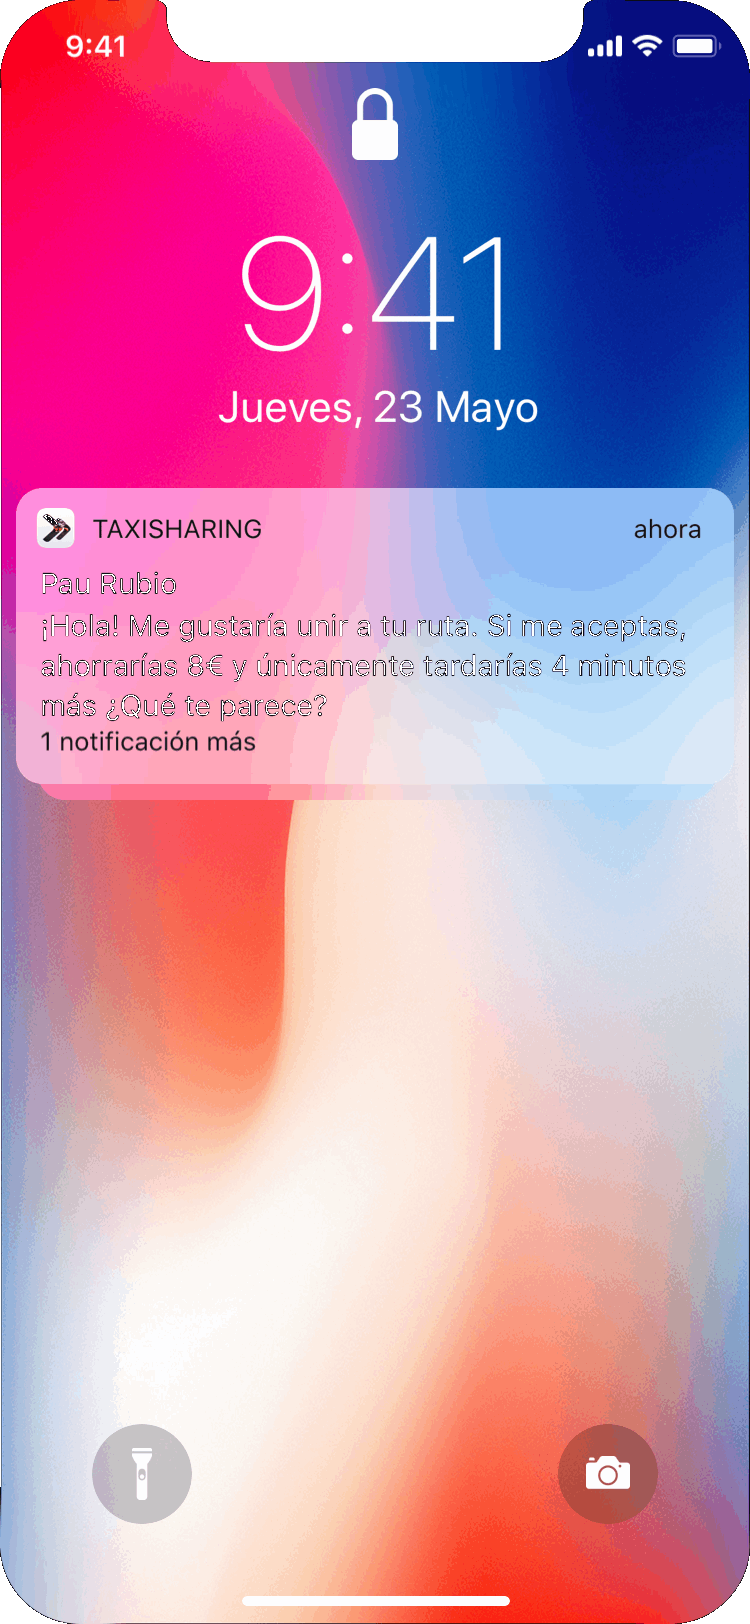 9:41
9:41
Jueves, 23 Mayo
TAXISHARING ahora
Pau Rubio
¡Hola! Me gustaría unir a tu ruta. Si me aceptas,
ahorrarías 8€ y únicamente tardarías 4 minutos
más ¿Qué te parece?
1 notificación más